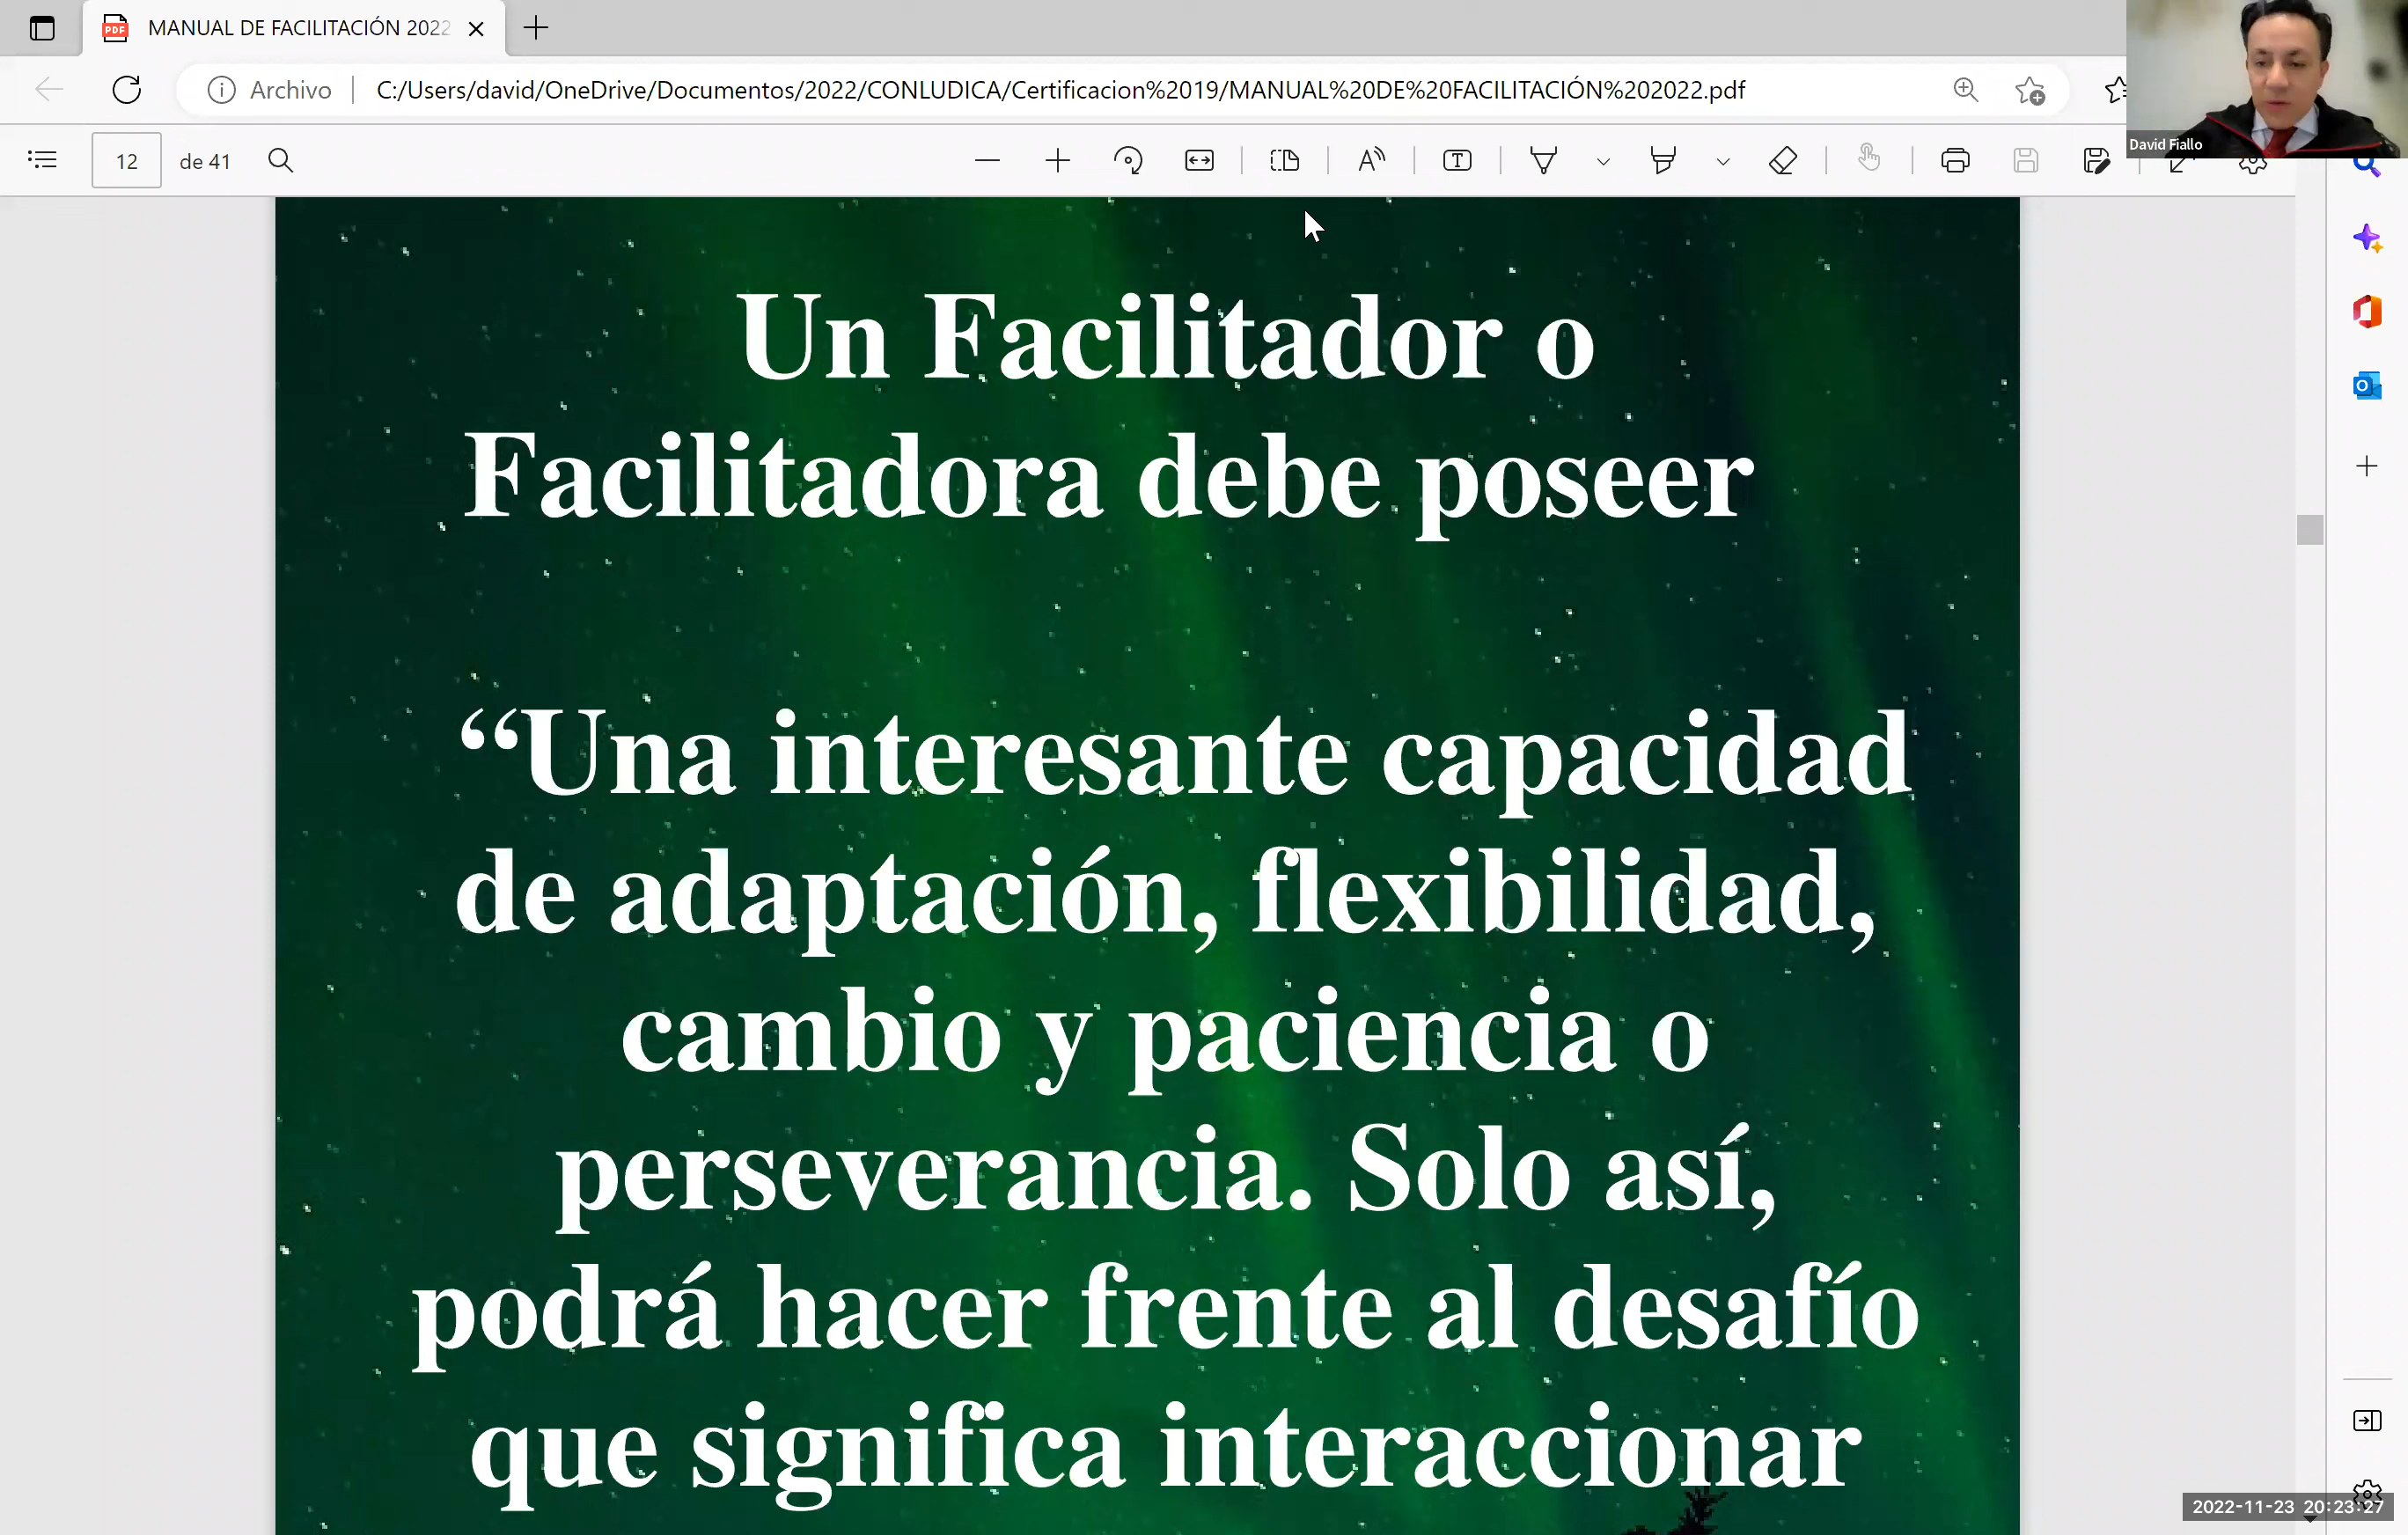 MANUAL DE FACILITACIÓN 2022
Archivo
C:/Users/david/OneDrive/Documentos/2022/CONLUDICA/Certificacion%2019/MANUAL%20DE%20FACILITACIÓN%202022.pdf
12 de 41
David Fiallo
Un Facilitador o
Facilitadora debe poseer
“Una interesante capacidad
de adaptación, flexibilidad,
cambio y paciencia o
perseverancia. Solo así,
podrá hacer frente al desafío
que significa interaccionar
2022-11-23 20:23:27